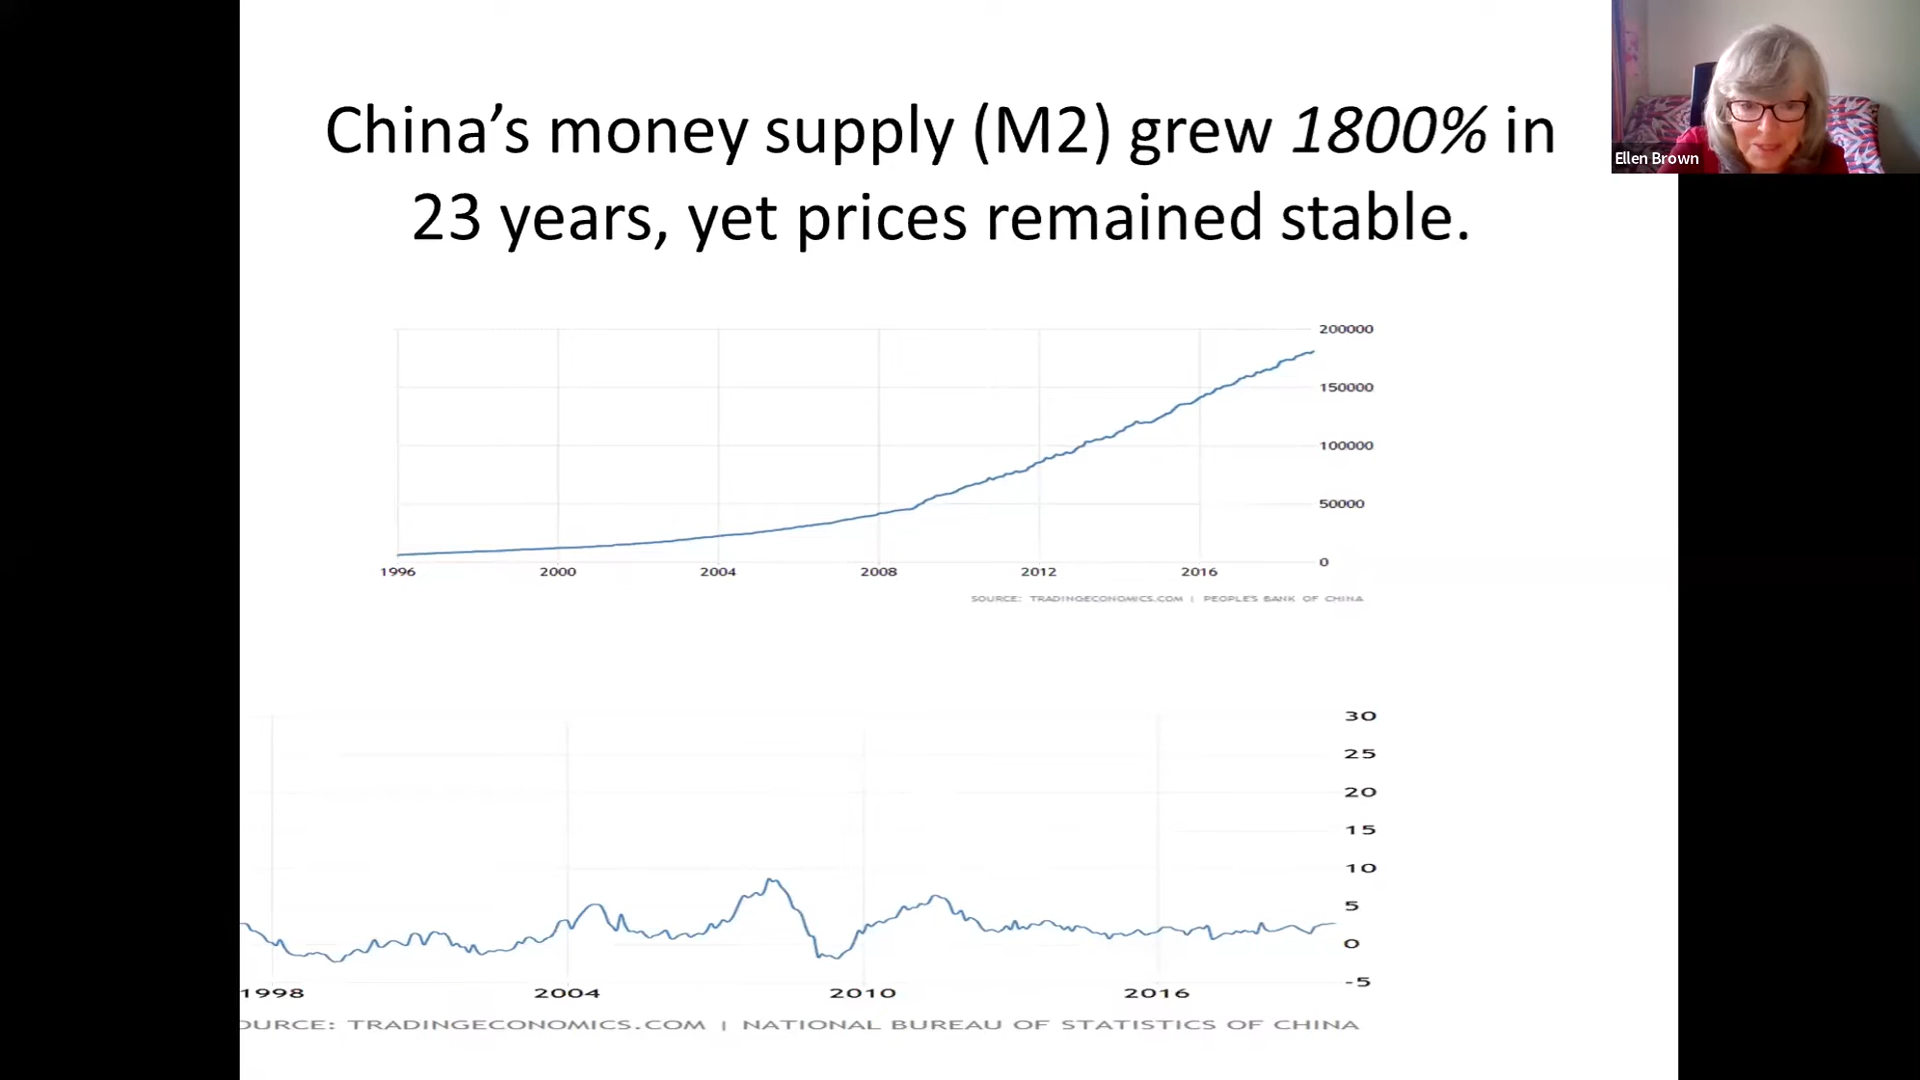 China’s money supply (M2) grew 1800% in
23 years, yet prices remained stable.
Ellen Brown
200000
150000
100000
50000
0
1996 2000 2004 2008 2012 2016
SOURCE: TRADINGECONOMICS.COM | PEOPLE'S BANK OF CHINA
30
25
20
15
10
5
0
-5
1998 2004 2010 2016
OURCE: TRADINGECONOMICS.COM | NATIONAL BUREAU OF STATISTICS OF CHINA